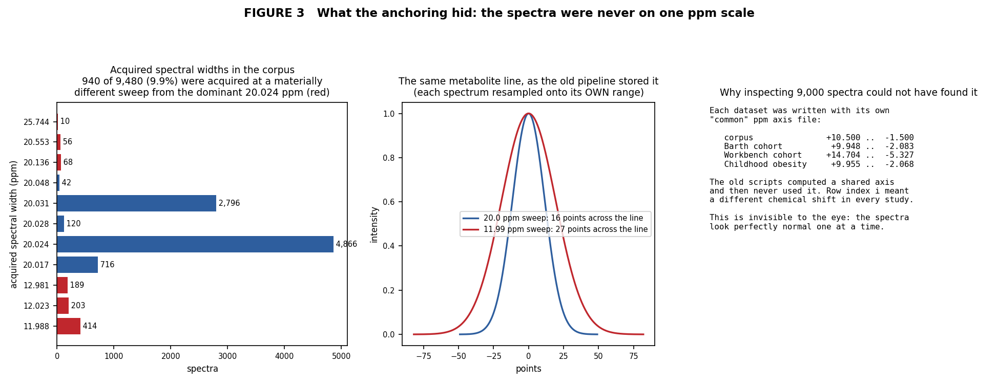 FIGURE 3   What the anchoring hid: the spectra were never on one ppm scale
Acquired spectral widths in the corpus
940 of 9,480 (9.9%) were acquired at a materially
different sweep from the dominant 20.024 ppm (red)
acquired spectral width (ppm)
25.744 10
20.553 56
20.136 68
20.048 42
20.031 2,796
20.028 120
20.024 4,866
20.017 716
12.981 189
12.023 203
11.988 414
0 1000 2000 3000 4000 5000
spectra
The same metabolite line, as the old pipeline stored it
(each spectrum resampled onto its OWN range)
intensity
1.0
0.8
0.6
0.4
0.2
0.0
20.0 ppm sweep: 16 points across the line
11.99 ppm sweep: 27 points across the line
−75 −50 −25 0 25 50 75
points
Why inspecting 9,000 spectra could not have found it
Each dataset was written with its own
"common" ppm axis file:
corpus +10.500 .. -1.500
Barth cohort +9.948 .. -2.083
Workbench cohort +14.704 .. -5.327
Childhood obesity +9.955 .. -2.068
The old scripts computed a shared axis
and then never used it. Row index i meant
a different chemical shift in every study.
This is invisible to the eye: the spectra
look perfectly normal one at a time.